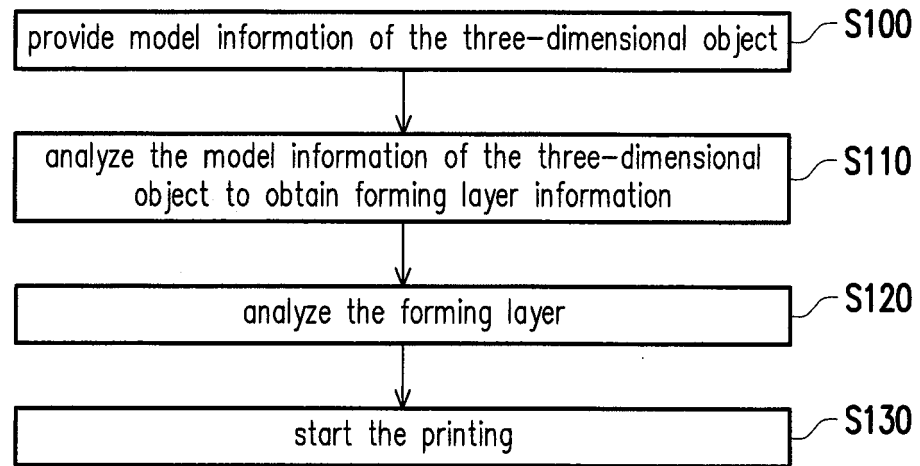 provide model information of the three-dimensional object
S100
analyze the model information of the three-dimensional
object to obtain forming layer information
S110
analyze the forming layer
S120
start the printing
S130